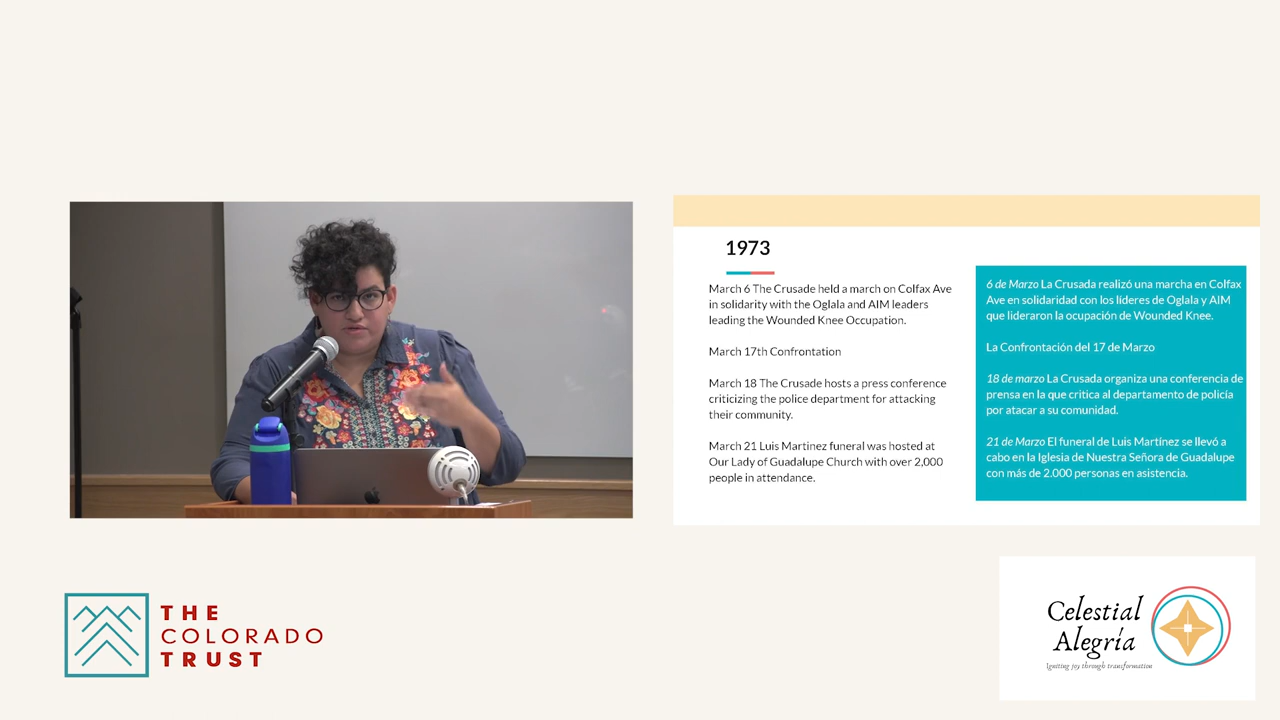 1973
March 6 The Crusade held a march on Colfax Ave
in solidarity with the Oglala and AIM leaders
leading the Wounded Knee Occupation.
March 17th Confrontation
March 18 The Crusade hosts a press conference
criticizing the police department for attacking
their community.
March 21 Luis Martinez funeral was hosted at
Our Lady of Guadalupe Church with over 2,000
people in attendance.
6 de Marzo La Crusada realizó una marcha en Colfax
Ave en solidaridad con los líderes de Oglala y AIM
que lideraron la ocupación de Wounded Knee.
La Confrontación del 17 de Marzo
18 de marzo La Crusada organiza una conferencia de
prensa en la que critica al departamento de policía
por atacar a su comunidad.
21 de Marzo El funeral de Luis Martínez se llevó a
cabo en la Iglesia de Nuestra Señora de Guadalupe
con más de 2.000 personas en asistencia.
THE
COLORADO
TRUST
Celestial
Alegría
Igniting joy through transformation